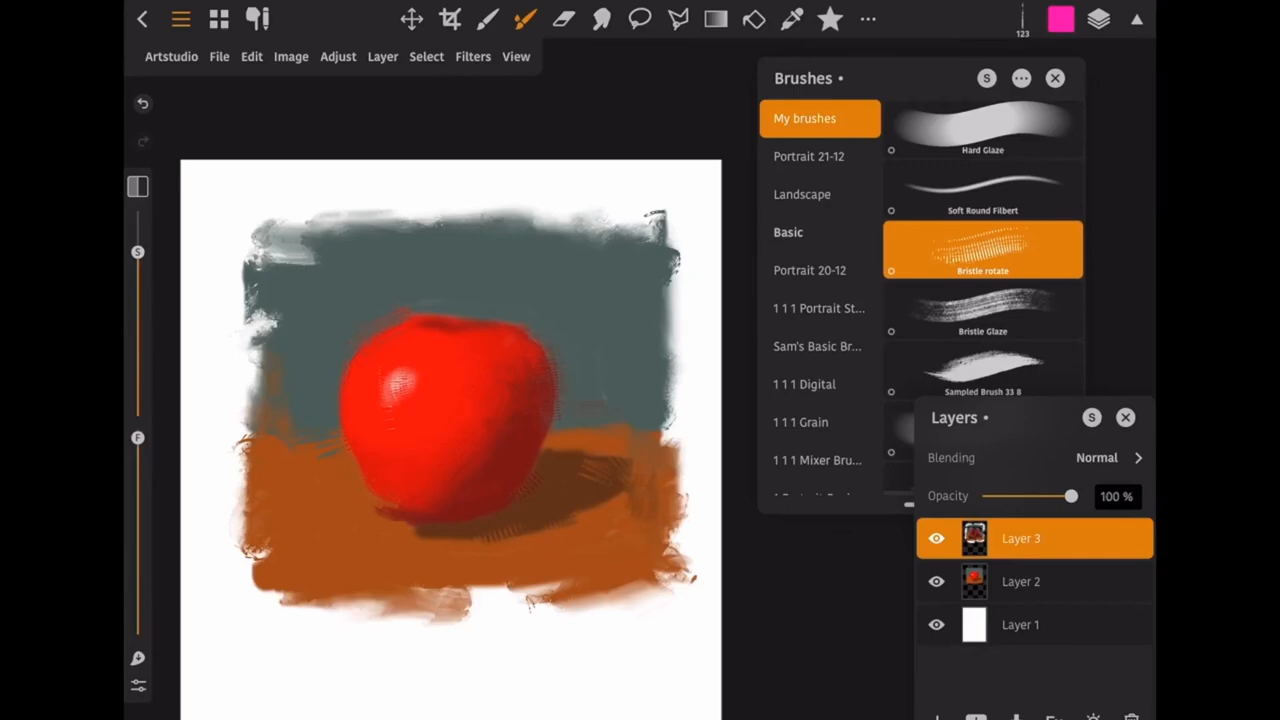 123
Artstudio File Edit Image Adjust Layer Select Filters View
Brushes • S
My brushes
Portrait 21-12
Landscape
Basic
Portrait 20-12
1 1 1 Portrait St...
Sam's Basic Br...
1 1 1 Digital
1 1 1 Grain
1 1 1 Mixer Bru...
Hard Glaze
Soft Round Filbert
Bristle rotate
Bristle Glaze
Sampled Brush 33 8
S
F
Layers • S
Blending Normal
Opacity 100 %
Layer 3
Layer 2
Layer 1